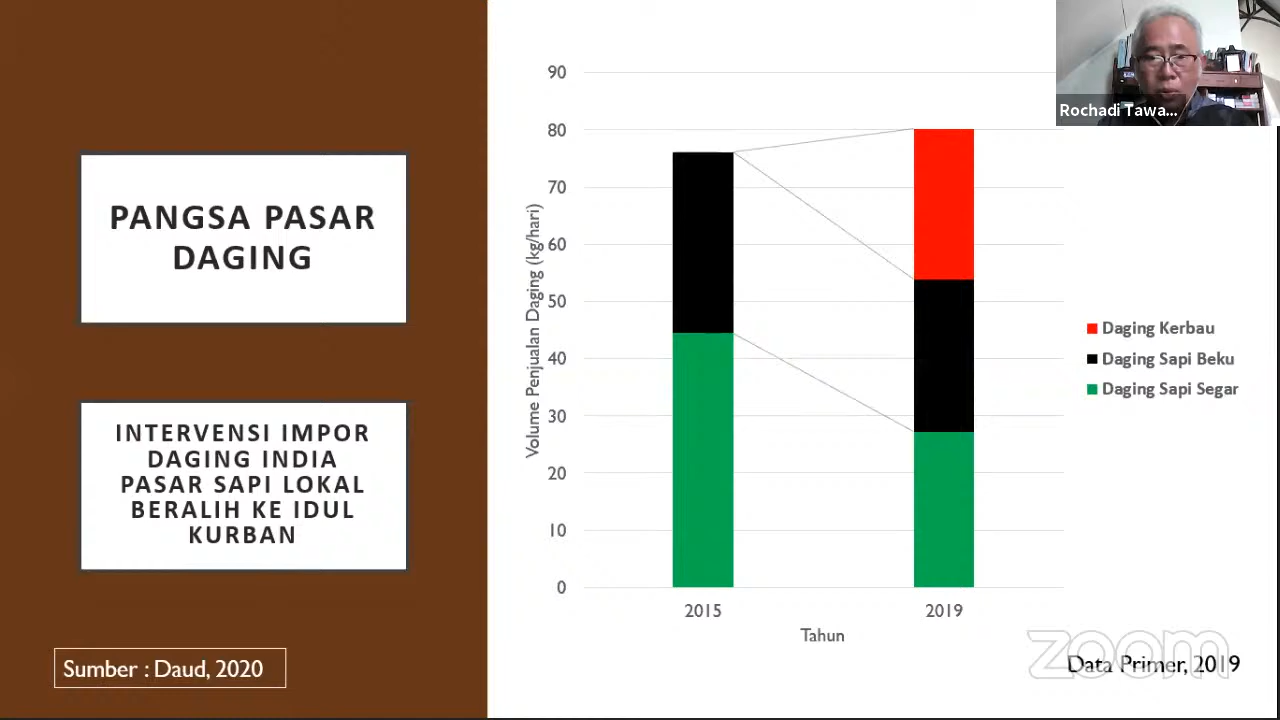 PANGSA PASAR
DAGING
INTERVENSI IMPOR
DAGING INDIA
PASAR SAPI LOKAL
BERALIH KE IDUL
KURBAN
Sumber : Daud, 2020
Volume Penjualan Daging (kg/hari)
90
80
70
60
50
40
30
20
10
0
2015
2019
Tahun
Daging Kerbau
Daging Sapi Beku
Daging Sapi Segar
Rochadi Tawa...
zoom
Data Primer, 2019